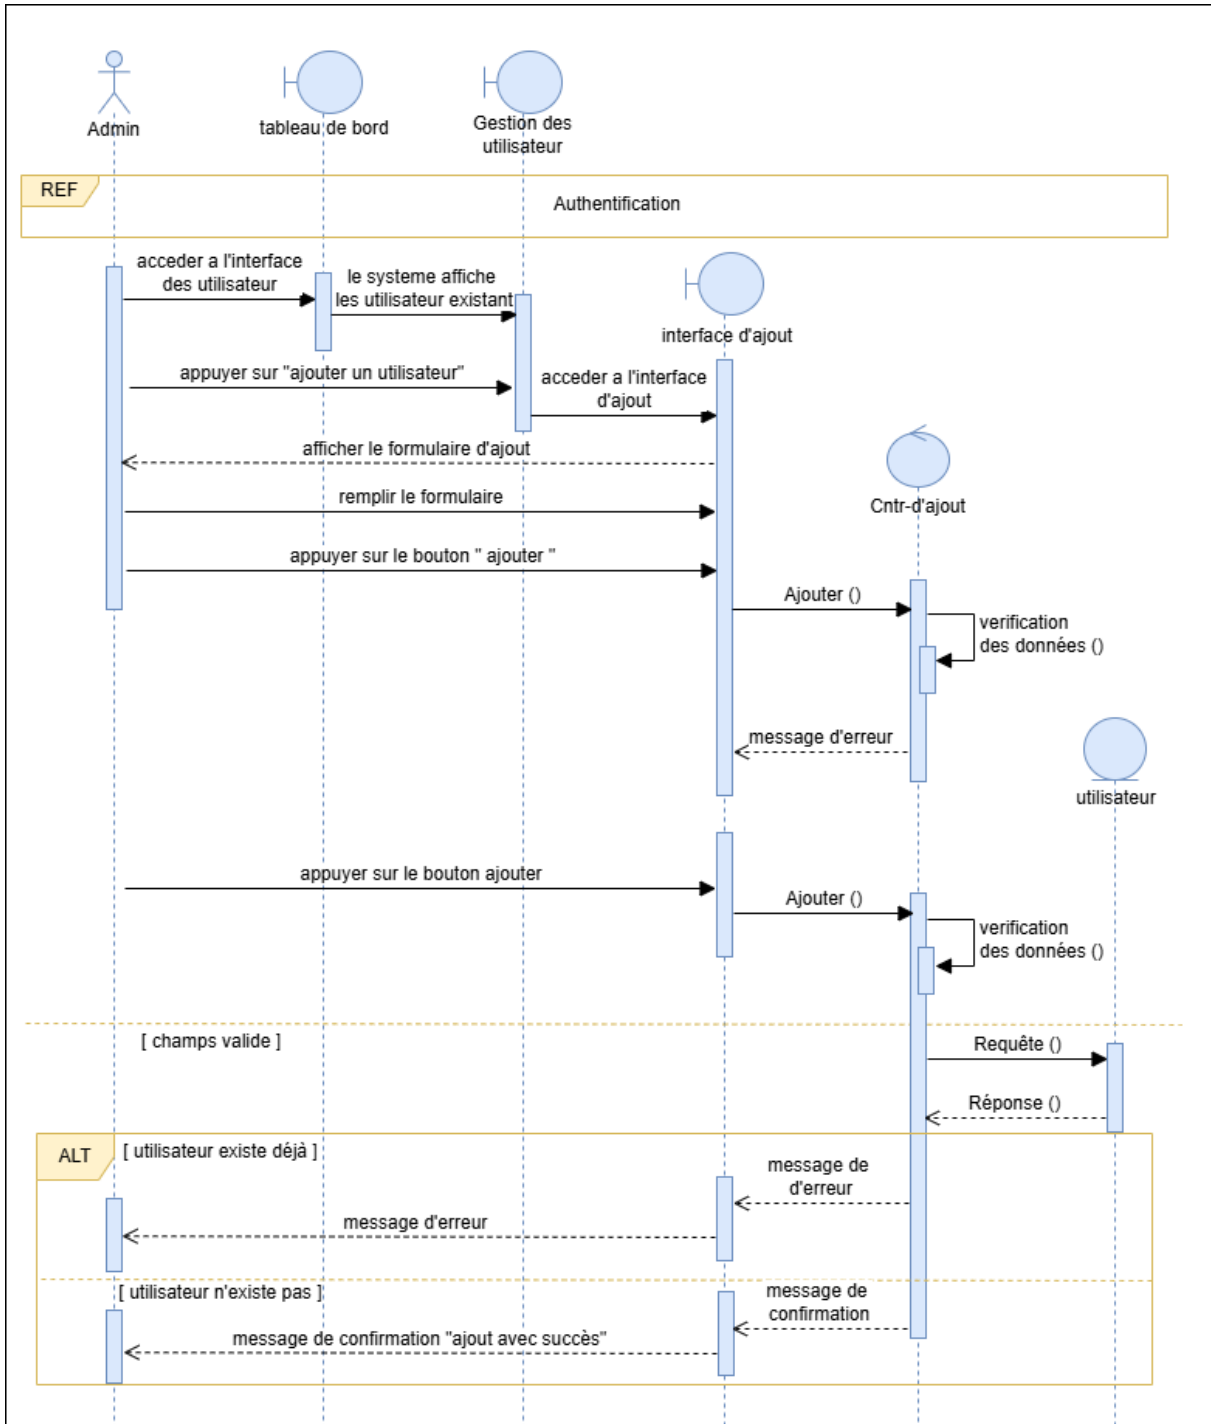 Admin
tableau de bord
Gestion des
utilisateur
REF
Authentification
acceder a l'interface
des utilisateur
le systeme affiche
les utilisateur existant
interface d'ajout
appuyer sur "ajouter un utilisateur"
acceder a l'interface
d'ajout
afficher le formulaire d'ajout
remplir le formulaire
Cntr-d'ajout
appuyer sur le bouton " ajouter "
Ajouter ()
verification
des données ()
message d'erreur
utilisateur
appuyer sur le bouton ajouter
Ajouter ()
verification
des données ()
[ champs valide ]
Requête ()
Réponse ()
ALT
[ utilisateur existe déjà ]
message de
d'erreur
message d'erreur
[ utilisateur n'existe pas ]
message de
confirmation
message de confirmation "ajout avec succès"